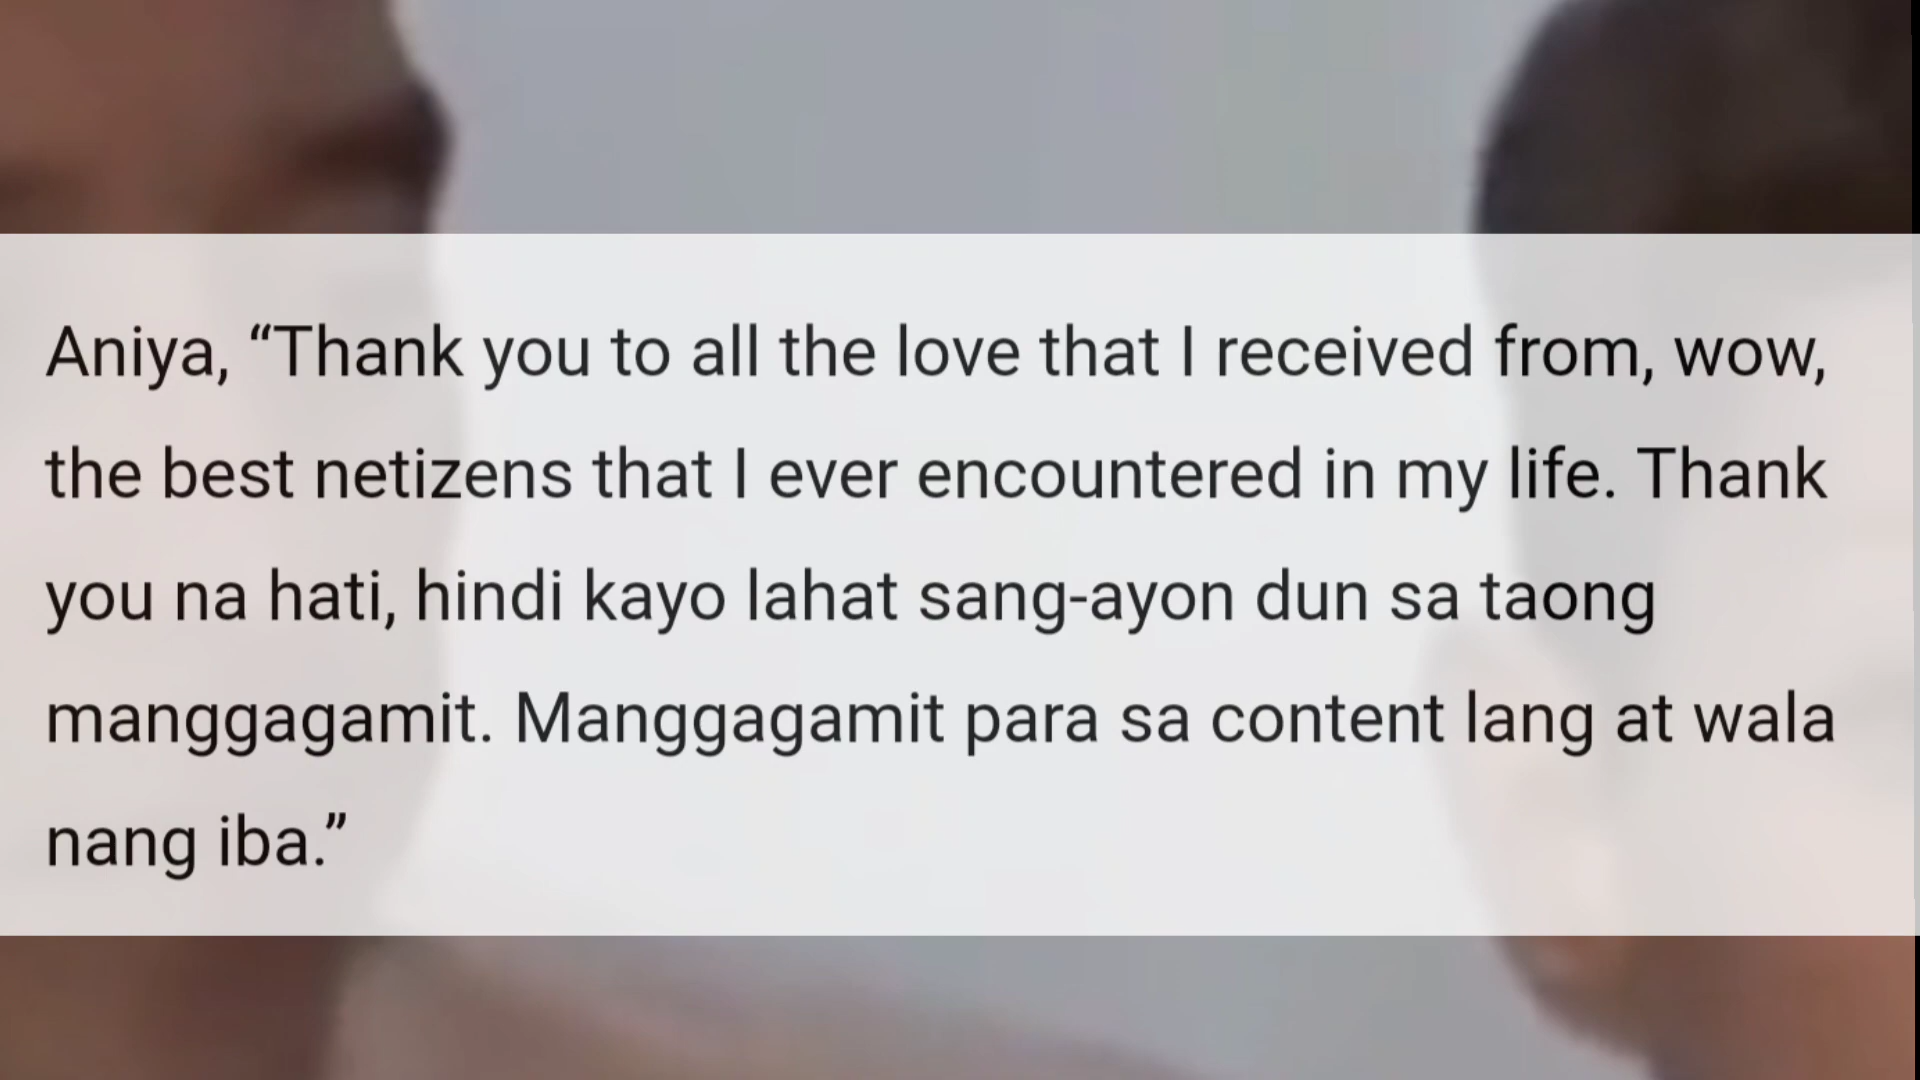 Aniya, “Thank you to all the love that I received from, wow,
the best netizens that I ever encountered in my life. Thank
you na hati, hindi kayo lahat sang-ayon dun sa taong
manggagamit. Manggagamit para sa content lang at wala
nang iba.”